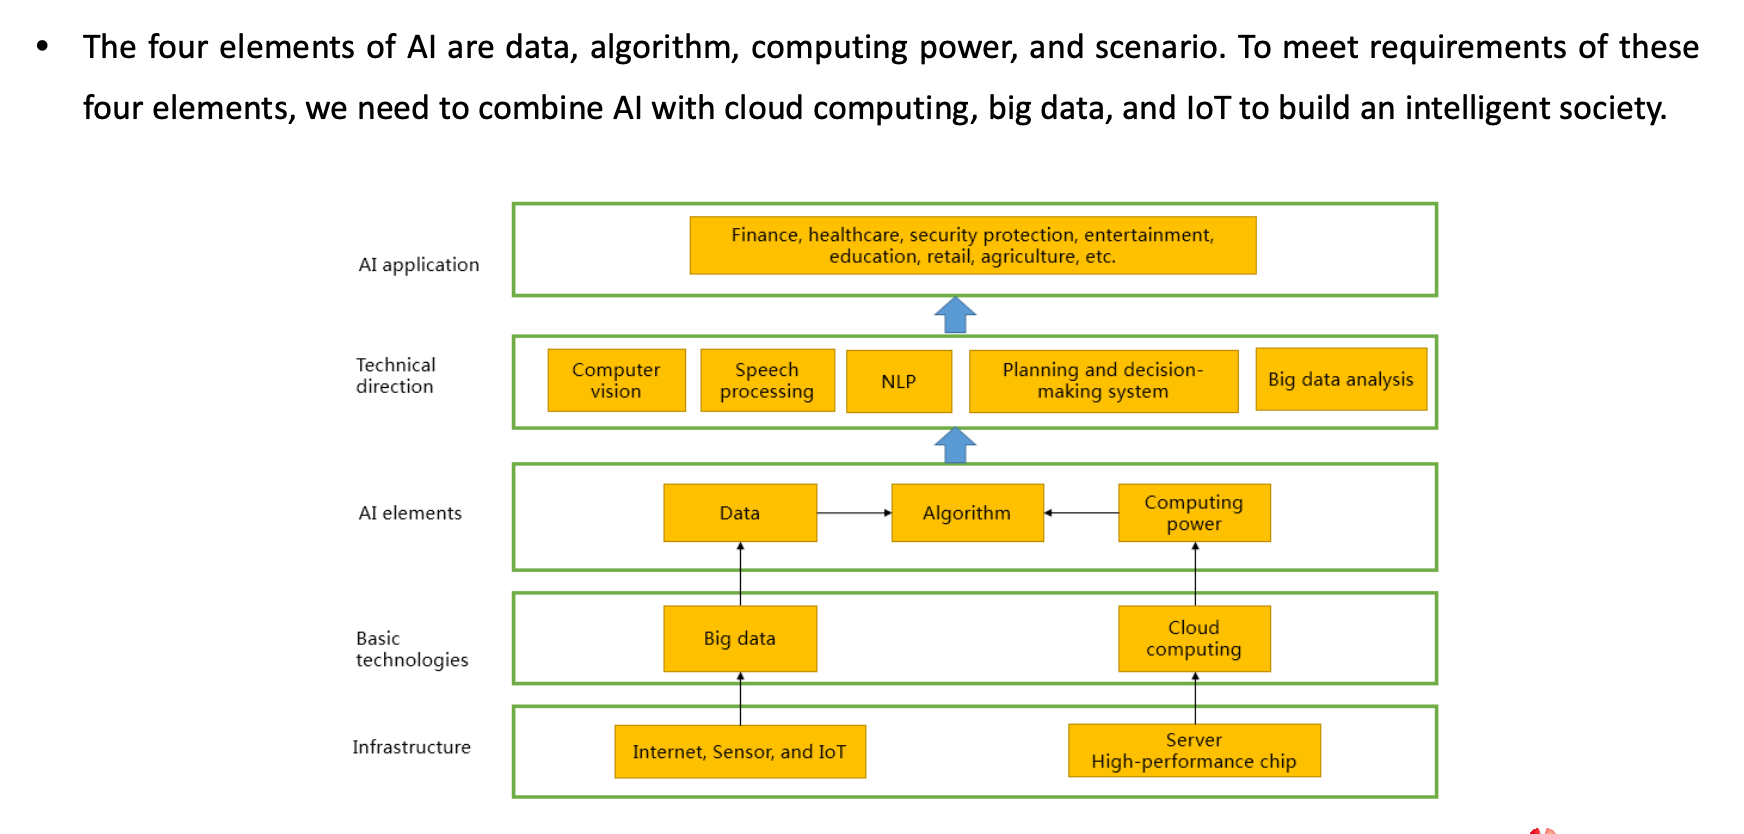 • The four elements of AI are data, algorithm, computing power, and scenario. To meet requirements of these
four elements, we need to combine AI with cloud computing, big data, and IoT to build an intelligent society.
AI application
Finance, healthcare, security protection, entertainment,
education, retail, agriculture, etc.
Technical
direction
Computer
vision
Speech
processing
NLP
Planning and decision-
making system
Big data analysis
AI elements
Data
Algorithm
Computing
power
Basic
technologies
Big data
Cloud
computing
Infrastructure
Internet, Sensor, and IoT
Server
High-performance chip